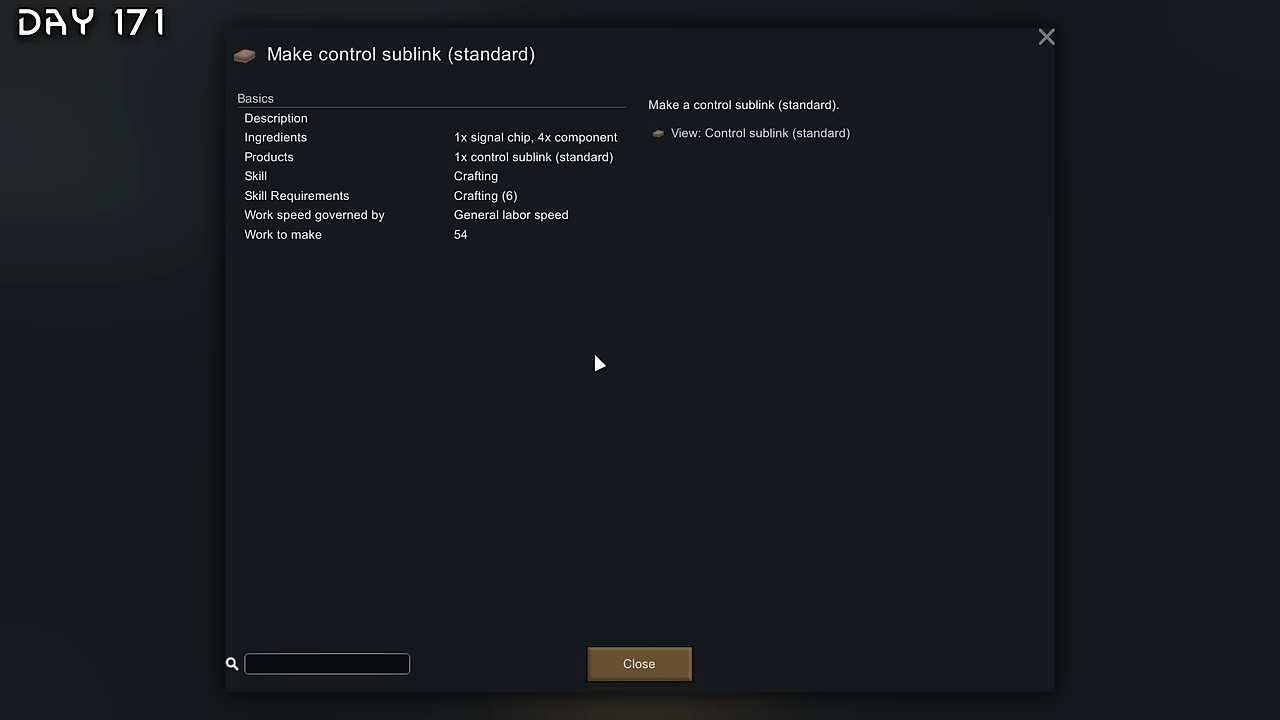 DAY 171
Make control sublink (standard)
Basics
Description
Ingredients 1x signal chip, 4x component
Products 1x control sublink (standard)
Skill Crafting
Skill Requirements Crafting (6)
Work speed governed by General labor speed
Work to make 54
Make a control sublink (standard).
View: Control sublink (standard)
Close